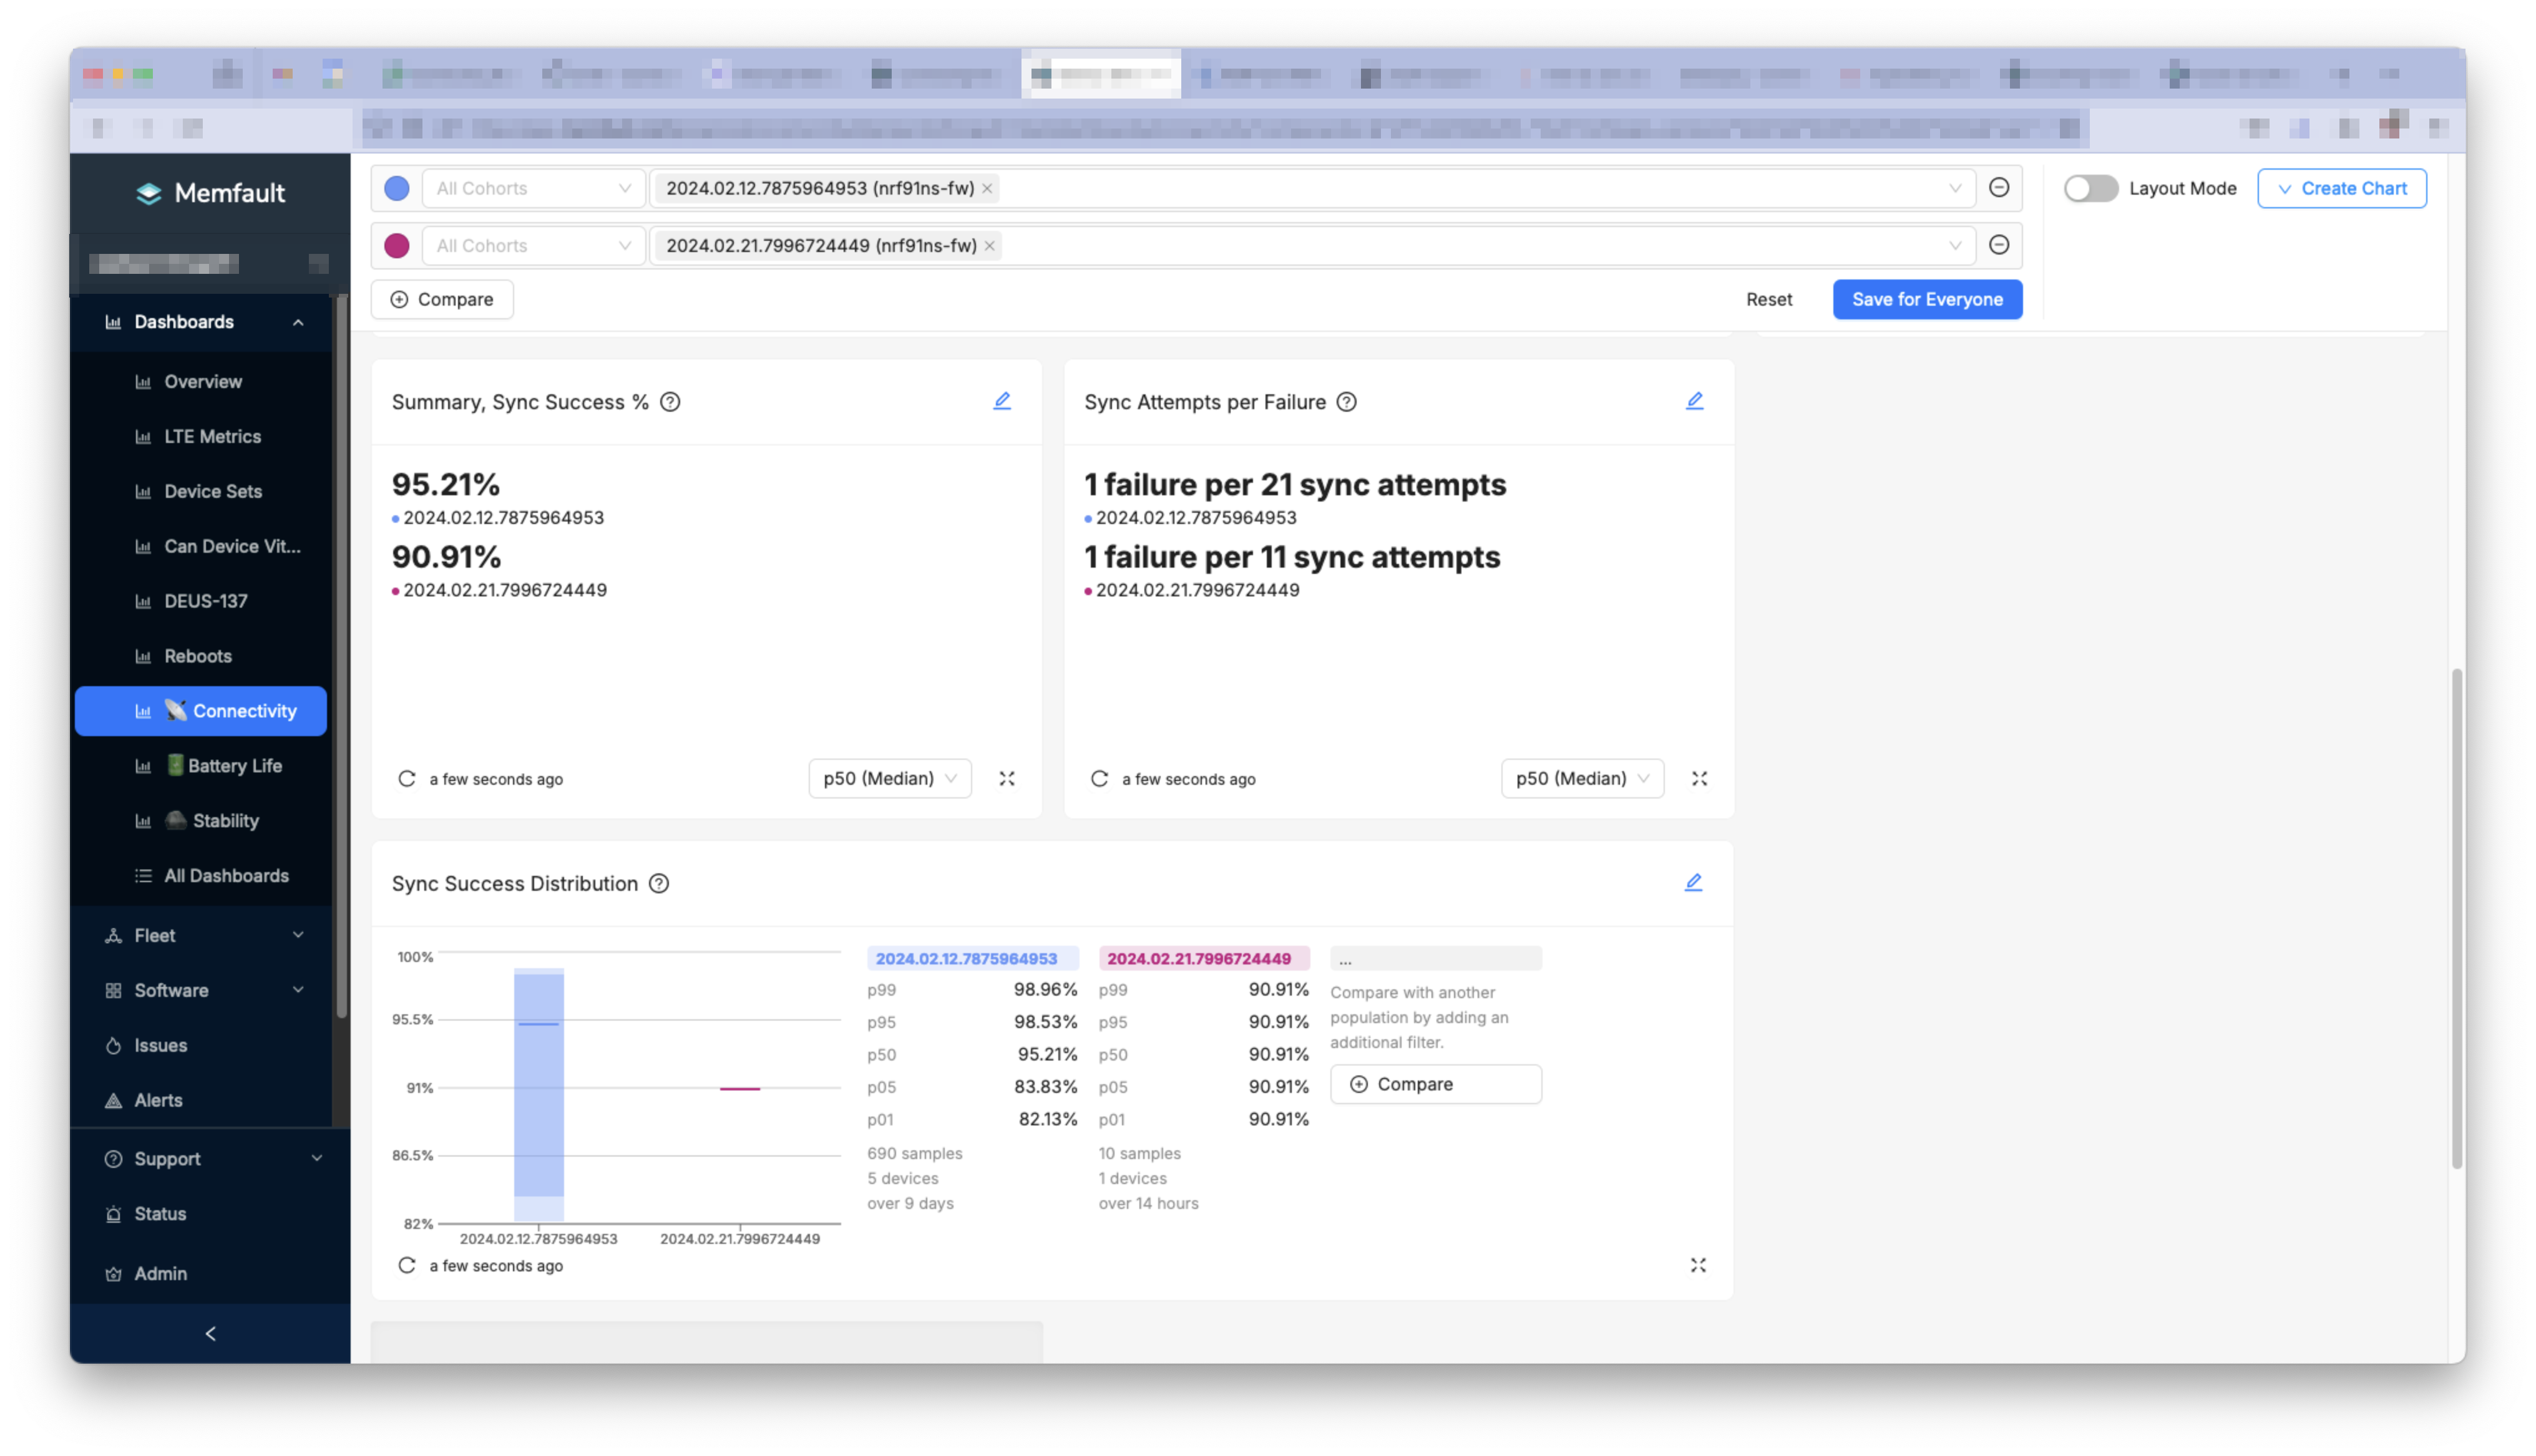 Memfault
Dashboards
Overview
LTE Metrics
Device Sets
Can Device Vit...
DEUS-137
Reboots
Connectivity
Battery Life
Stability
All Dashboards
Fleet
Software
Issues
Alerts
Support
Status
Admin
All Cohorts
2024.02.12.7875964953 (nrf91ns-fw)
All Cohorts
2024.02.21.7996724449 (nrf91ns-fw)
Compare
Reset
Save for Everyone
Layout Mode
Create Chart
Summary, Sync Success %
95.21%
2024.02.12.7875964953
90.91%
2024.02.21.7996724449
a few seconds ago
p50 (Median)
Sync Attempts per Failure
1 failure per 21 sync attempts
2024.02.12.7875964953
1 failure per 11 sync attempts
2024.02.21.7996724449
a few seconds ago
p50 (Median)
Sync Success Distribution
100%
95.5%
91%
86.5%
82%
2024.02.12.7875964953
2024.02.21.7996724449
2024.02.12.7875964953
p99 98.96%
p95 98.53%
p50 95.21%
p05 83.83%
p01 82.13%
690 samples
5 devices
over 9 days
2024.02.21.7996724449
p99 90.91%
p95 90.91%
p50 90.91%
p05 90.91%
p01 90.91%
10 samples
1 devices
over 14 hours
...
Compare with another
population by adding an
additional filter.
Compare
a few seconds ago